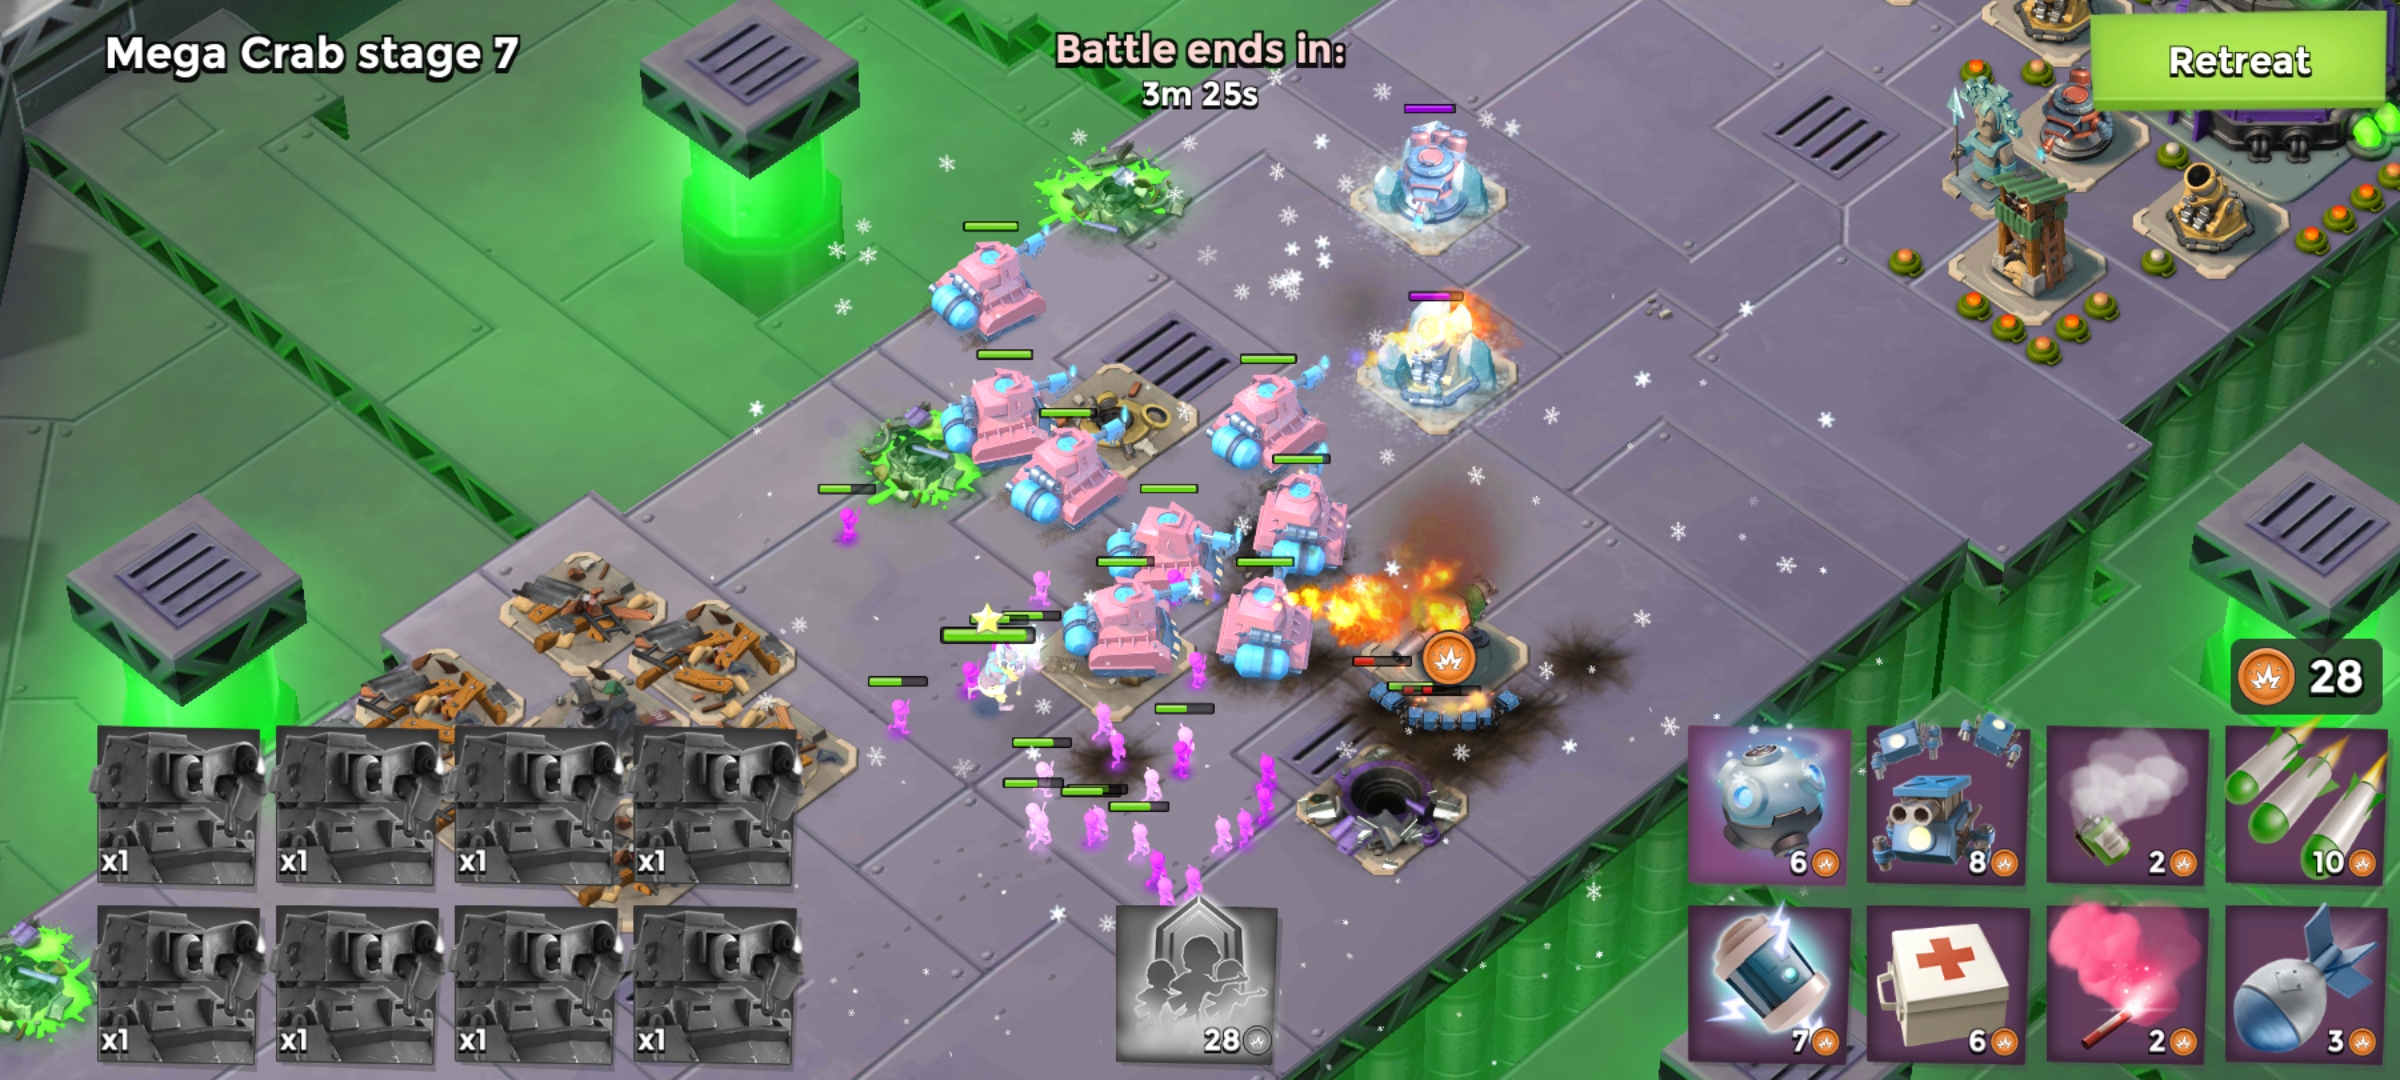 Mega Crab stage 7
Battle ends in:
3m 25s
Retreat
28
x1
x1
x1
x1
6
8
2
10
x1
x1
x1
x1
28
7
6
2
3